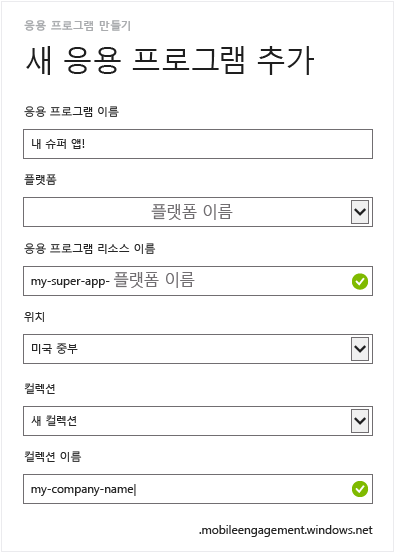 응용 프로그램 만들기
새 응용 프로그램 추가
응용 프로그램 이름
내 슈퍼 앱!
플랫폼
플랫폼 이름
응용 프로그램 리소스 이름
my-super-app- 플랫폼 이름
위치
미국 중부
컬렉션
새 컬렉션
컬렉션 이름
my-company-name
.mobileengagement.windows.net